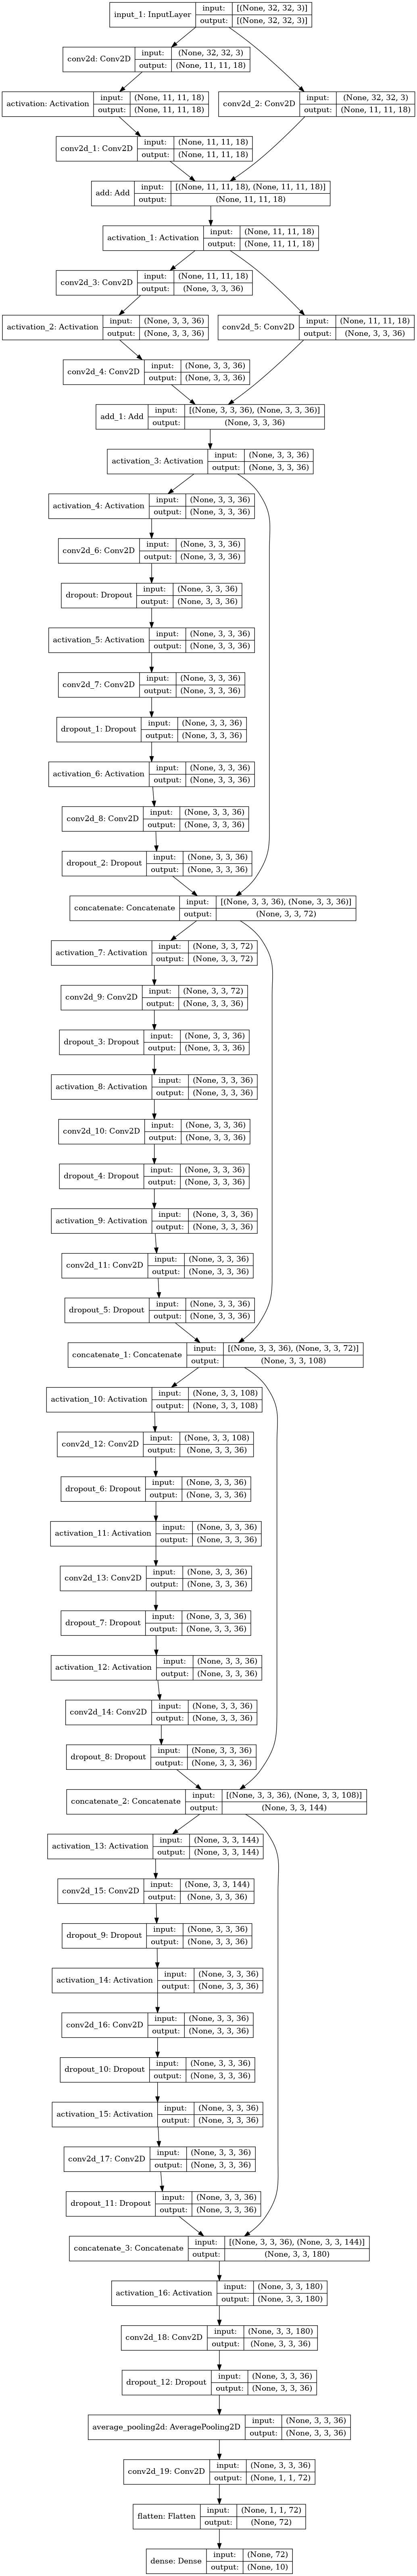 input_1: InputLayer
input: [(None, 32, 32, 3)]
output: [(None, 32, 32, 3)]
conv2d: Conv2D
input: (None, 32, 32, 3)
output: (None, 11, 11, 18)
activation: Activation
input: (None, 11, 11, 18)
output: (None, 11, 11, 18)
conv2d_2: Conv2D
input: (None, 32, 32, 3)
output: (None, 11, 11, 18)
conv2d_1: Conv2D
input: (None, 11, 11, 18)
output: (None, 11, 11, 18)
add: Add
input: [(None, 11, 11, 18), (None, 11, 11, 18)]
output: (None, 11, 11, 18)
activation_1: Activation
input: (None, 11, 11, 18)
output: (None, 11, 11, 18)
conv2d_3: Conv2D
input: (None, 11, 11, 18)
output: (None, 3, 3, 36)
activation_2: Activation
input: (None, 3, 3, 36)
output: (None, 3, 3, 36)
conv2d_5: Conv2D
input: (None, 11, 11, 18)
output: (None, 3, 3, 36)
conv2d_4: Conv2D
input: (None, 3, 3, 36)
output: (None, 3, 3, 36)
add_1: Add
input: [(None, 3, 3, 36), (None, 3, 3, 36)]
output: (None, 3, 3, 36)
activation_3: Activation
input: (None, 3, 3, 36)
output: (None, 3, 3, 36)
activation_4: Activation
input: (None, 3, 3, 36)
output: (None, 3, 3, 36)
conv2d_6: Conv2D
input: (None, 3, 3, 36)
output: (None, 3, 3, 36)
dropout: Dropout
input: (None, 3, 3, 36)
output: (None, 3, 3, 36)
activation_5: Activation
input: (None, 3, 3, 36)
output: (None, 3, 3, 36)
conv2d_7: Conv2D
input: (None, 3, 3, 36)
output: (None, 3, 3, 36)
dropout_1: Dropout
input: (None, 3, 3, 36)
output: (None, 3, 3, 36)
activation_6: Activation
input: (None, 3, 3, 36)
output: (None, 3, 3, 36)
conv2d_8: Conv2D
input: (None, 3, 3, 36)
output: (None, 3, 3, 36)
dropout_2: Dropout
input: (None, 3, 3, 36)
output: (None, 3, 3, 36)
concatenate: Concatenate
input: [(None, 3, 3, 36), (None, 3, 3, 36)]
output: (None, 3, 3, 72)
activation_7: Activation
input: (None, 3, 3, 72)
output: (None, 3, 3, 72)
conv2d_9: Conv2D
input: (None, 3, 3, 72)
output: (None, 3, 3, 36)
dropout_3: Dropout
input: (None, 3, 3, 36)
output: (None, 3, 3, 36)
activation_8: Activation
input: (None, 3, 3, 36)
output: (None, 3, 3, 36)
conv2d_10: Conv2D
input: (None, 3, 3, 36)
output: (None, 3, 3, 36)
dropout_4: Dropout
input: (None, 3, 3, 36)
output: (None, 3, 3, 36)
activation_9: Activation
input: (None, 3, 3, 36)
output: (None, 3, 3, 36)
conv2d_11: Conv2D
input: (None, 3, 3, 36)
output: (None, 3, 3, 36)
dropout_5: Dropout
input: (None, 3, 3, 36)
output: (None, 3, 3, 36)
concatenate_1: Concatenate
input: [(None, 3, 3, 36), (None, 3, 3, 72)]
output: (None, 3, 3, 108)
activation_10: Activation
input: (None, 3, 3, 108)
output: (None, 3, 3, 108)
conv2d_12: Conv2D
input: (None, 3, 3, 108)
output: (None, 3, 3, 36)
dropout_6: Dropout
input: (None, 3, 3, 36)
output: (None, 3, 3, 36)
activation_11: Activation
input: (None, 3, 3, 36)
output: (None, 3, 3, 36)
conv2d_13: Conv2D
input: (None, 3, 3, 36)
output: (None, 3, 3, 36)
dropout_7: Dropout
input: (None, 3, 3, 36)
output: (None, 3, 3, 36)
activation_12: Activation
input: (None, 3, 3, 36)
output: (None, 3, 3, 36)
conv2d_14: Conv2D
input: (None, 3, 3, 36)
output: (None, 3, 3, 36)
dropout_8: Dropout
input: (None, 3, 3, 36)
output: (None, 3, 3, 36)
concatenate_2: Concatenate
input: [(None, 3, 3, 36), (None, 3, 3, 108)]
output: (None, 3, 3, 144)
activation_13: Activation
input: (None, 3, 3, 144)
output: (None, 3, 3, 144)
conv2d_15: Conv2D
input: (None, 3, 3, 144)
output: (None, 3, 3, 36)
dropout_9: Dropout
input: (None, 3, 3, 36)
output: (None, 3, 3, 36)
activation_14: Activation
input: (None, 3, 3, 36)
output: (None, 3, 3, 36)
conv2d_16: Conv2D
input: (None, 3, 3, 36)
output: (None, 3, 3, 36)
dropout_10: Dropout
input: (None, 3, 3, 36)
output: (None, 3, 3, 36)
activation_15: Activation
input: (None, 3, 3, 36)
output: (None, 3, 3, 36)
conv2d_17: Conv2D
input: (None, 3, 3, 36)
output: (None, 3, 3, 36)
dropout_11: Dropout
input: (None, 3, 3, 36)
output: (None, 3, 3, 36)
concatenate_3: Concatenate
input: [(None, 3, 3, 36), (None, 3, 3, 144)]
output: (None, 3, 3, 180)
activation_16: Activation
input: (None, 3, 3, 180)
output: (None, 3, 3, 180)
conv2d_18: Conv2D
input: (None, 3, 3, 180)
output: (None, 3, 3, 36)
dropout_12: Dropout
input: (None, 3, 3, 36)
output: (None, 3, 3, 36)
average_pooling2d: AveragePooling2D
input: (None, 3, 3, 36)
output: (None, 3, 3, 36)
conv2d_19: Conv2D
input: (None, 3, 3, 36)
output: (None, 1, 1, 72)
flatten: Flatten
input: (None, 1, 1, 72)
output: (None, 72)
dense: Dense
input: (None, 72)
output: (None, 10)